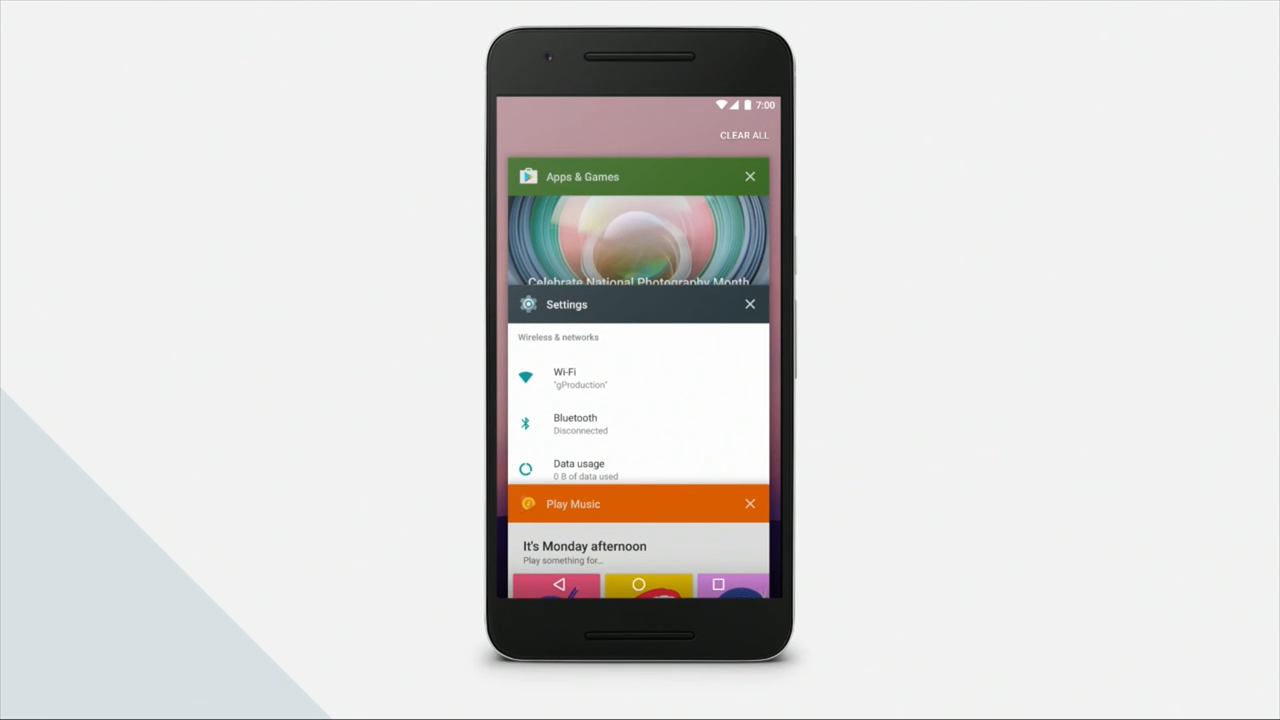 7:00
CLEAR ALL
Apps & Games
Celebrate National Photography Month
Settings
Wireless & networks
Wi-Fi
"gProduction"
Bluetooth
Disconnected
Data usage
0 B of data used
Play Music
It's Monday afternoon
Play something for...